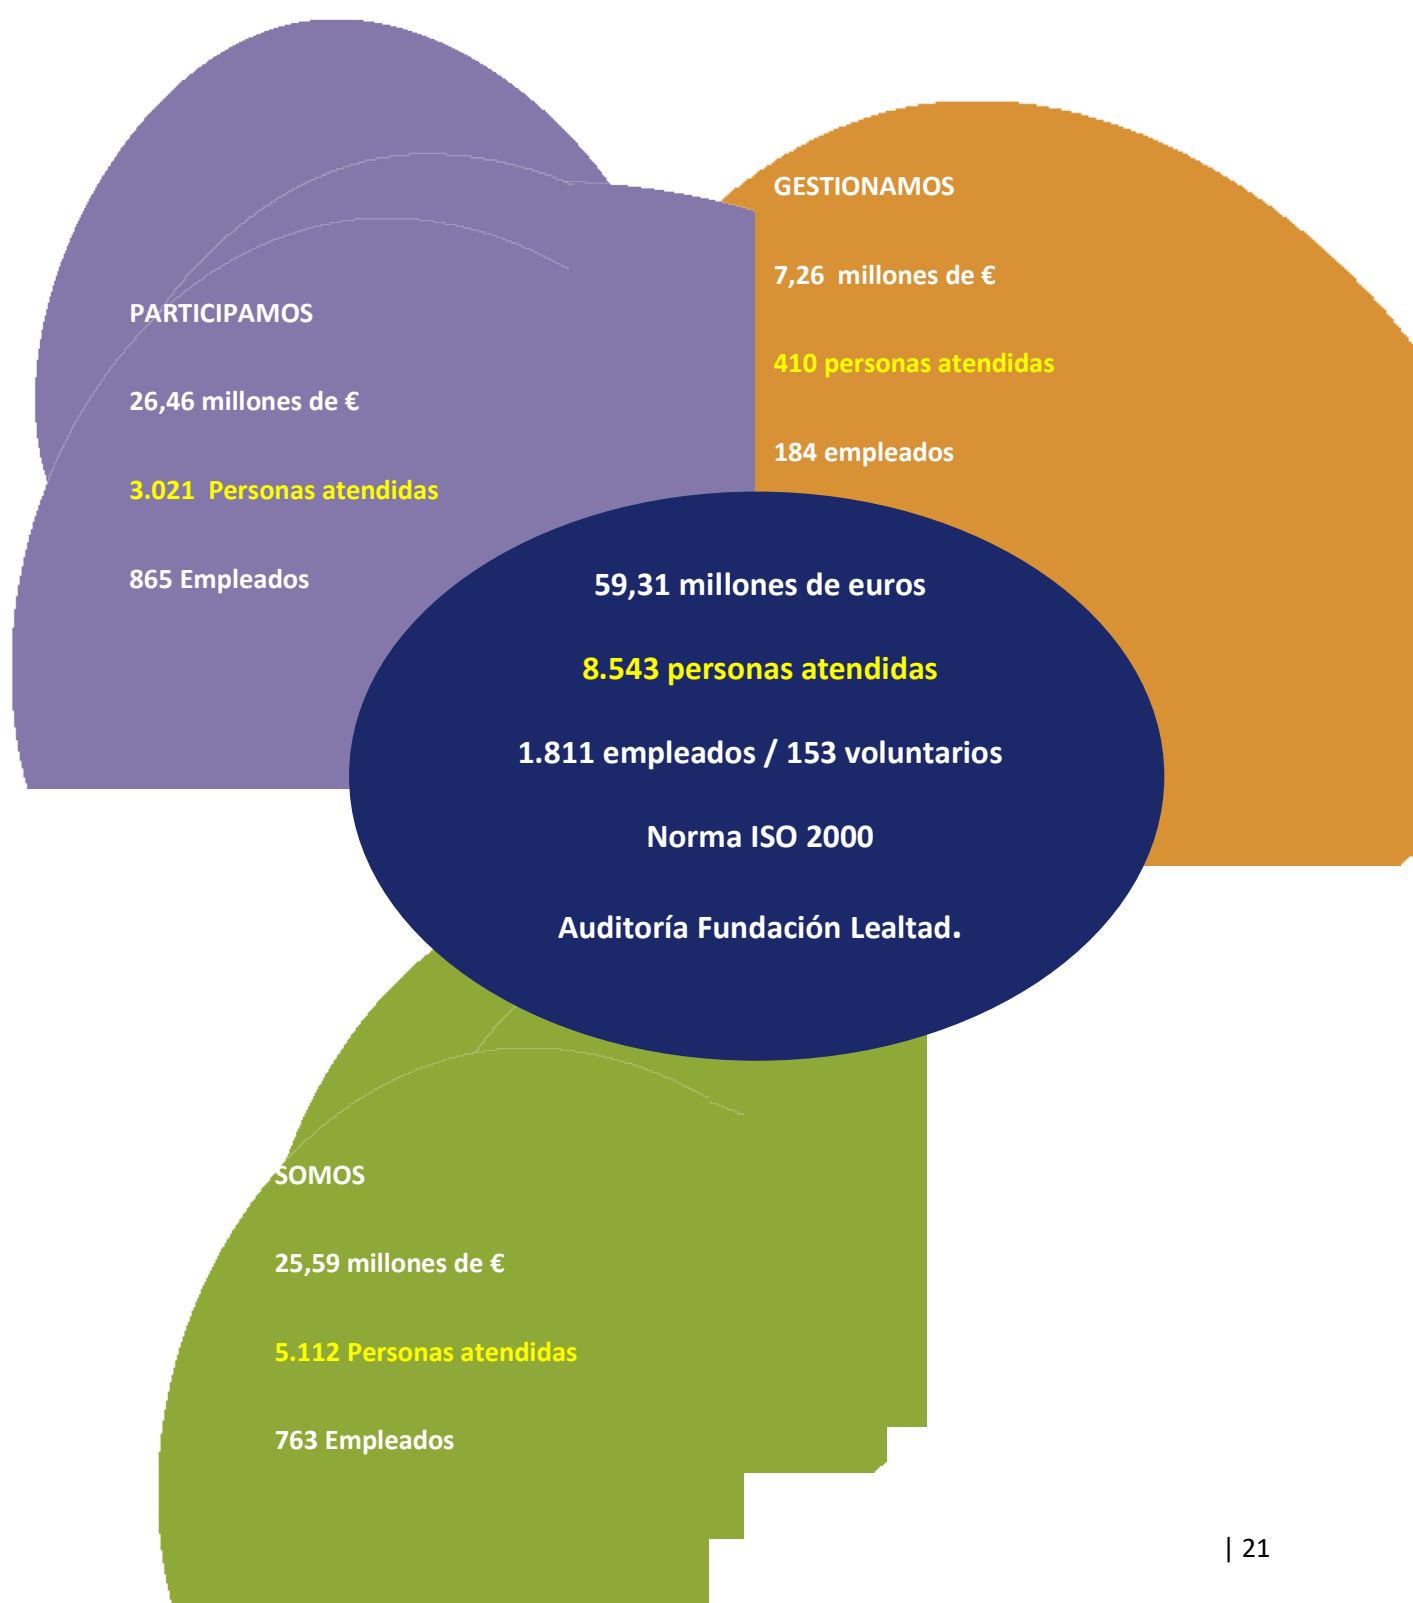 PARTICIPAMOS
26,46 millones de €
3.021 Personas atendidas
865 Empleados
GESTIONAMOS
7,26 millones de €
410 personas atendidas
184 empleados
59,31 millones de euros
8.543 personas atendidas
1.811 empleados / 153 voluntarios
Norma ISO 2000
Auditoría Fundación Lealtad.
SOMOS
25,59 millones de €
5.112 Personas atendidas
763 Empleados
| 21